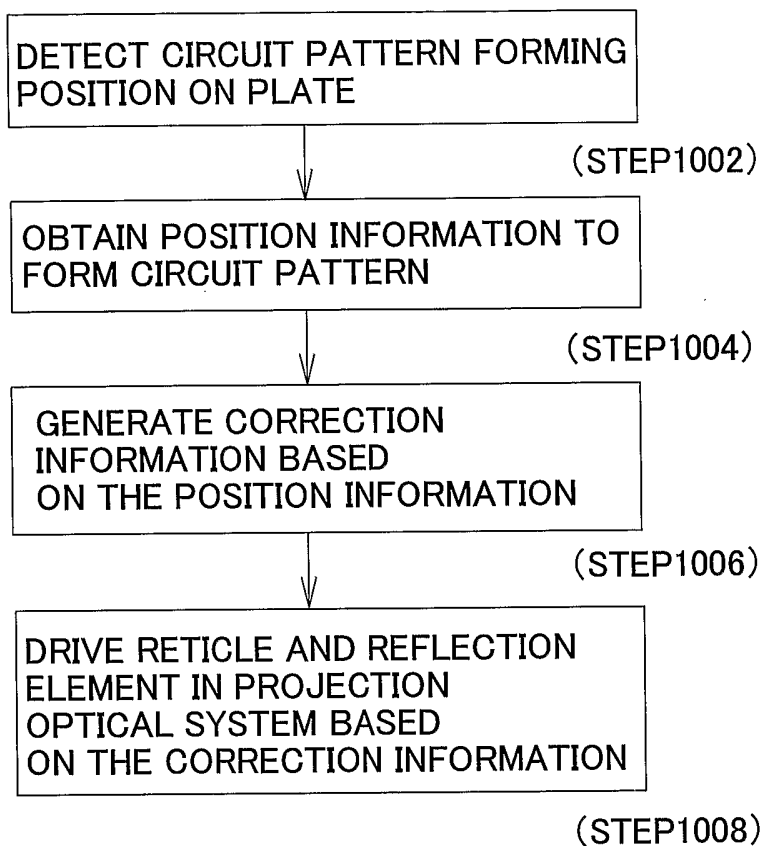 DETECT CIRCUIT PATTERN FORMING
POSITION ON PLATE
(STEP1002)
OBTAIN POSITION INFORMATION TO
FORM CIRCUIT PATTERN
(STEP1004)
GENERATE CORRECTION
INFORMATION BASED
ON THE POSITION INFORMATION
(STEP1006)
DRIVE RETICLE AND REFLECTION
ELEMENT IN PROJECTION
OPTICAL SYSTEM BASED
ON THE CORRECTION INFORMATION
(STEP1008)